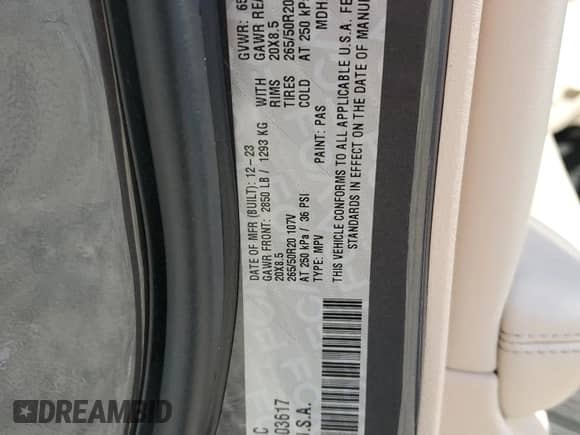 DATE OF MFR (BUILT): 12-23 GVWR: 65
GAWR FRONT: 2850 LB / 1293 KG WITH GAWR REA
20X8.5 RIMS 20X8.5
265/50R20 107V TIRES 265/50R20
AT 250 kPa / 36 PSI COLD AT 250 kPa
TYPE: MPV PAINT: PAS MDH
THIS VEHICLE CONFORMS TO ALL APPLICABLE U.S.A. FE
STANDARDS IN EFFECT ON THE DATE OF MANU
C
03617
.S.A.
DREAMBID